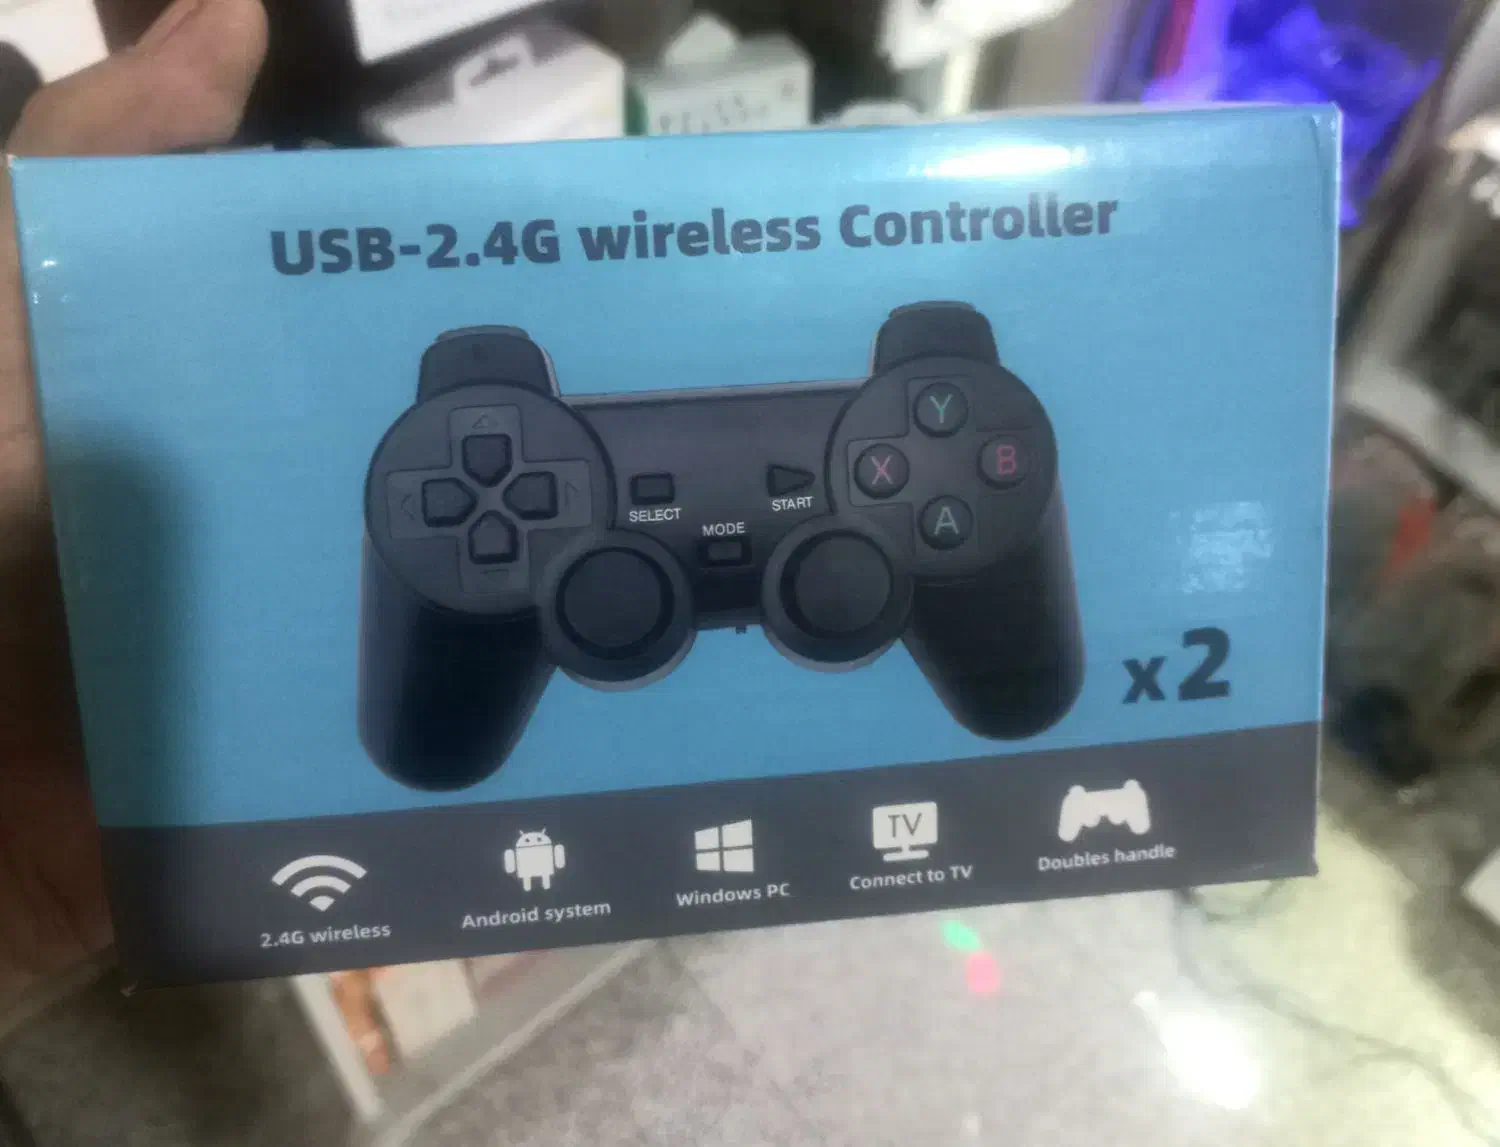 USB-2.4G wireless Controller
Y
X
B
A
SELECT
START
MODE
x2
TV
2.4G wireless
Android system
Windows PC
Connect to TV
Doubles handle